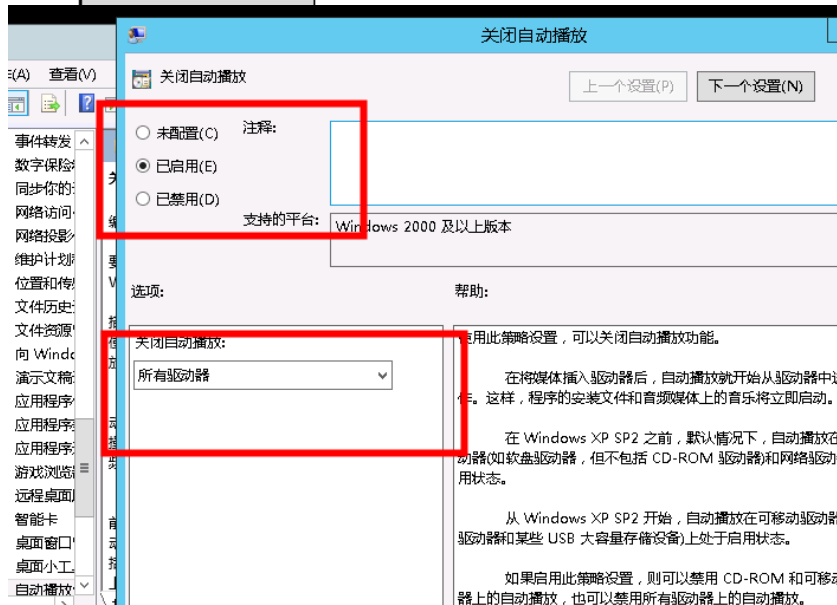 关闭自动播放
E(A) 查看(V)
关闭自动播放
上一个设置(P)
下一个设置(N)
未配置(C)
已启用(E)
已禁用(D)
注释:
支持的平台:
Windows 2000 及以上版本
选项:
帮助:
事件转发
数字保险
同步你的
网络访问
网络投影
维护计划
位置和传
文件历史
文件资源
向 Windo
演示文稿
应用程序
应用程序
应用程序
游戏浏览
远程桌面
智能卡
桌面窗口
桌面小工
自动播放
关闭自动播放:
所有驱动器
使用此策略设置，可以关闭自动播放功能。
在将媒体插入驱动器后，自动播放就开始从驱动器中
。这样，程序的安装文件和音频媒体上的音乐将立即启动。
在 Windows XP SP2 之前，默认情况下，自动播放在
动器(如软盘驱动器，但不包括 CD-ROM 驱动器)和网络驱动
用状态。
从 Windows XP SP2 开始，自动播放在可移动驱动器
驱动器和某些 USB 大容量存储设备)上处于启用状态。
如果启用此策略设置，则可以禁用 CD-ROM 和可移动
器上的自动播放，也可以禁用所有驱动器上的自动播放。